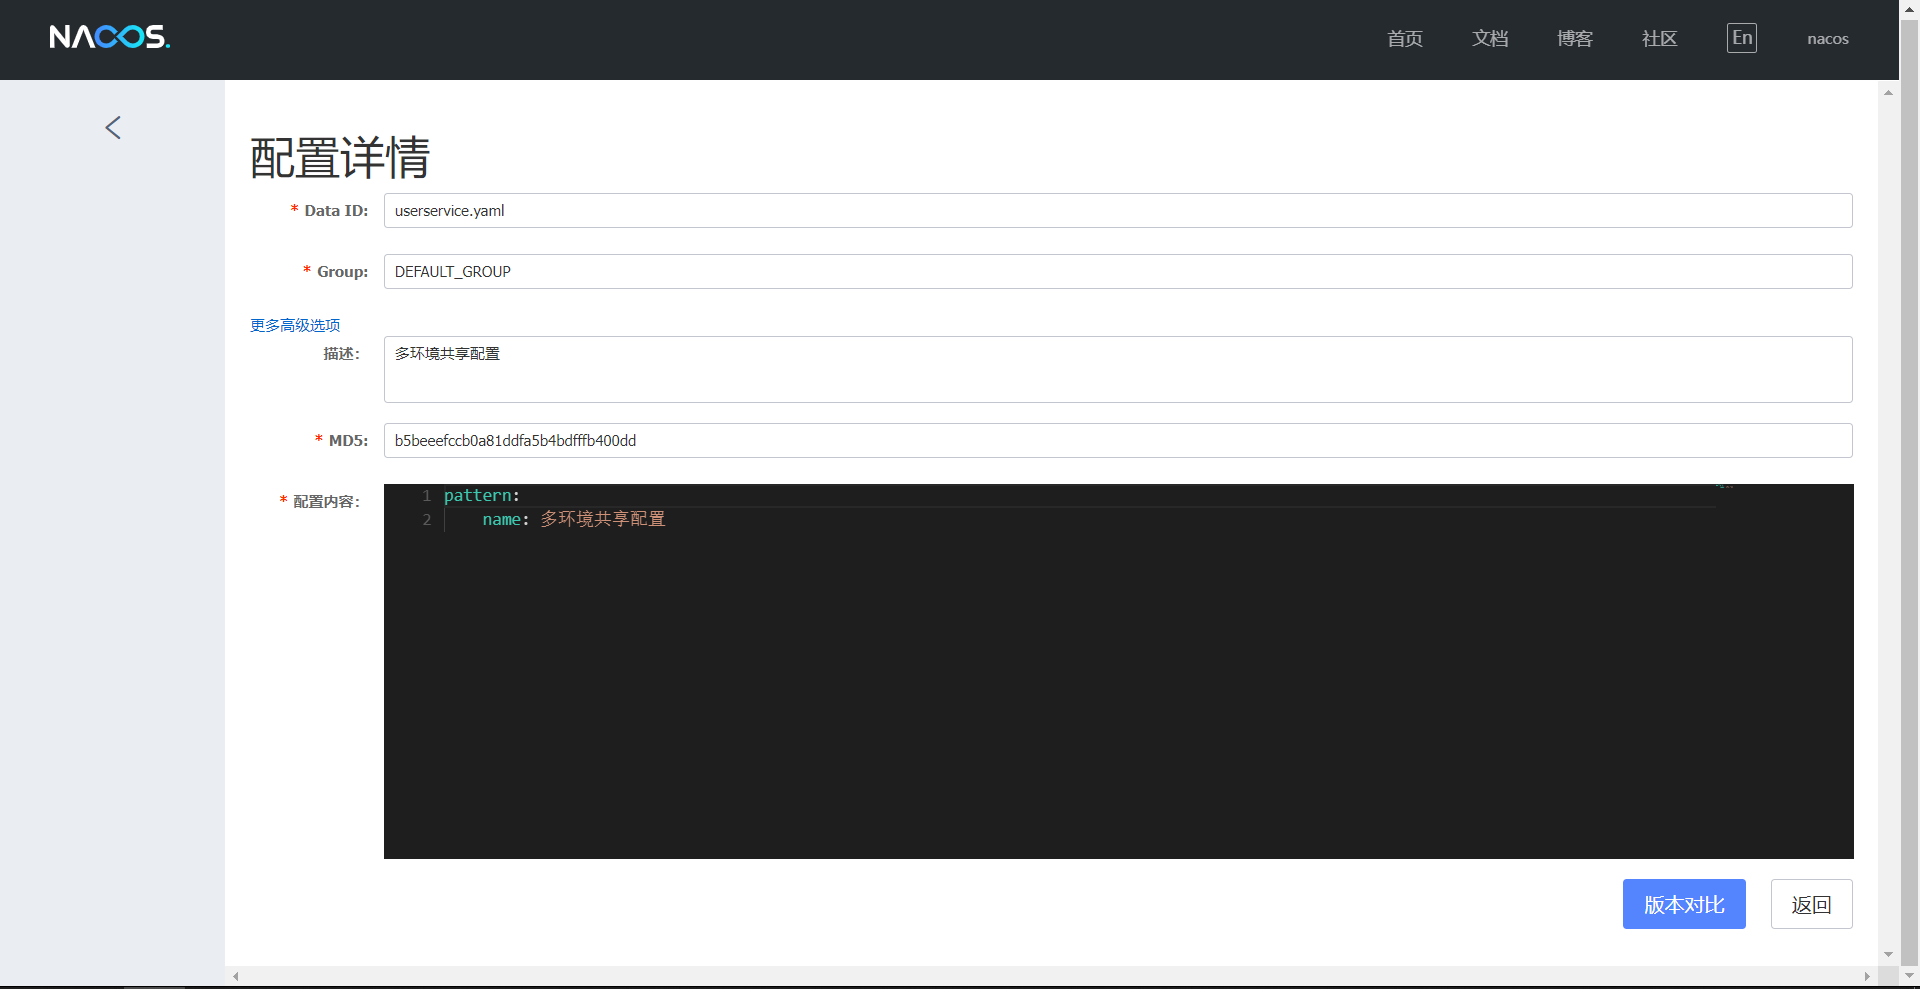 NACOS.
首页 文档 博客 社区 En nacos
配置详情
* Data ID: userservice.yaml
* Group: DEFAULT_GROUP
更多高级选项
描述: 多环境共享配置
* MD5: b5beeefccb0a81ddfa5b4bdfffb400dd
* 配置内容:
1 pattern:
2 name: 多环境共享配置
版本对比 返回